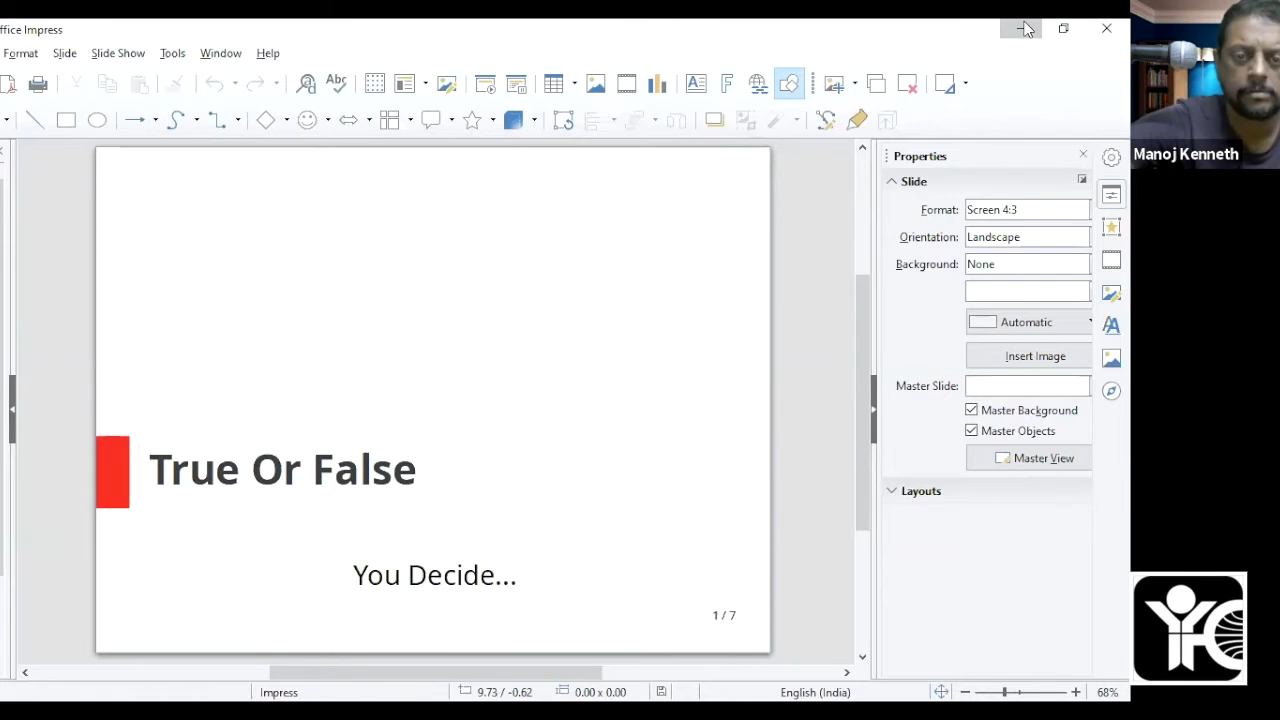 ffice Impress
Format Slide Slide Show Tools Window Help
Abc
Manoj Kenneth
Properties
Slide
Format: Screen 4:3
Orientation: Landscape
Background: None
Automatic
Insert Image
Master Slide:
Master Background
Master Objects
Master View
Layouts
True Or False
You Decide...
1 / 7
YFC
Impress 9.73 / -0.62 0.00 x 0.00 English (India) 68%